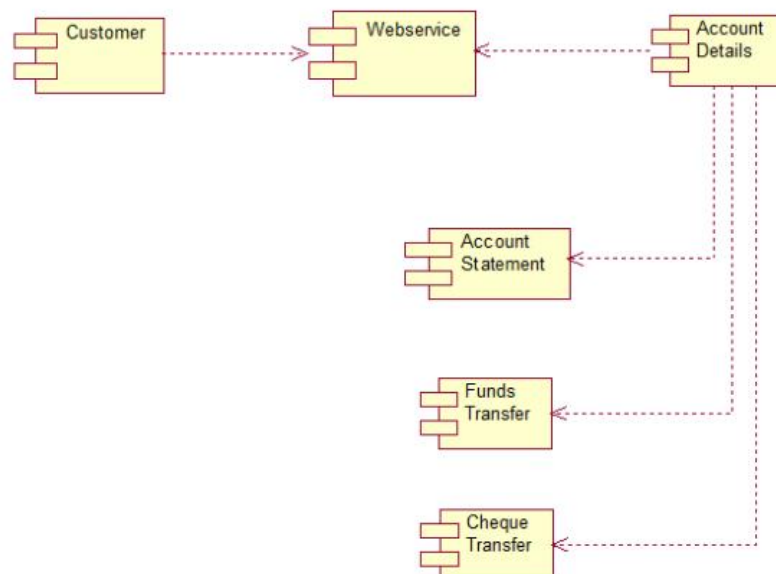 Customer
Webservice
Account
Details
Account
Statement
Funds
Transfer
Cheque
Transfer